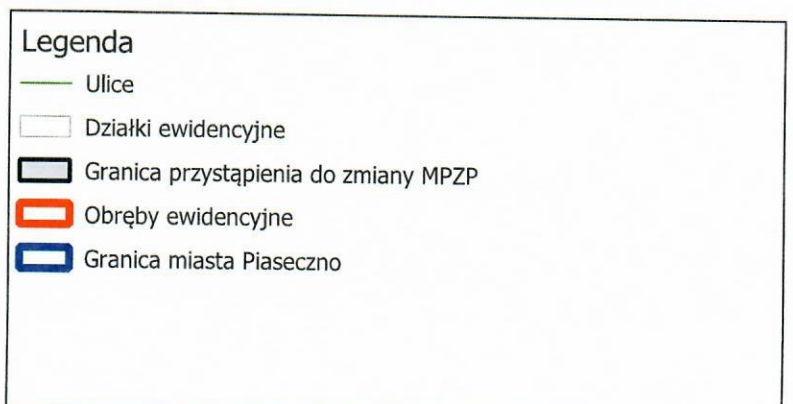 Legenda
Ulice
Działki ewidencyjne
Granica przystąpienia do zmiany MPZP
Obręby ewidencyjne
Granica miasta Piaseczno